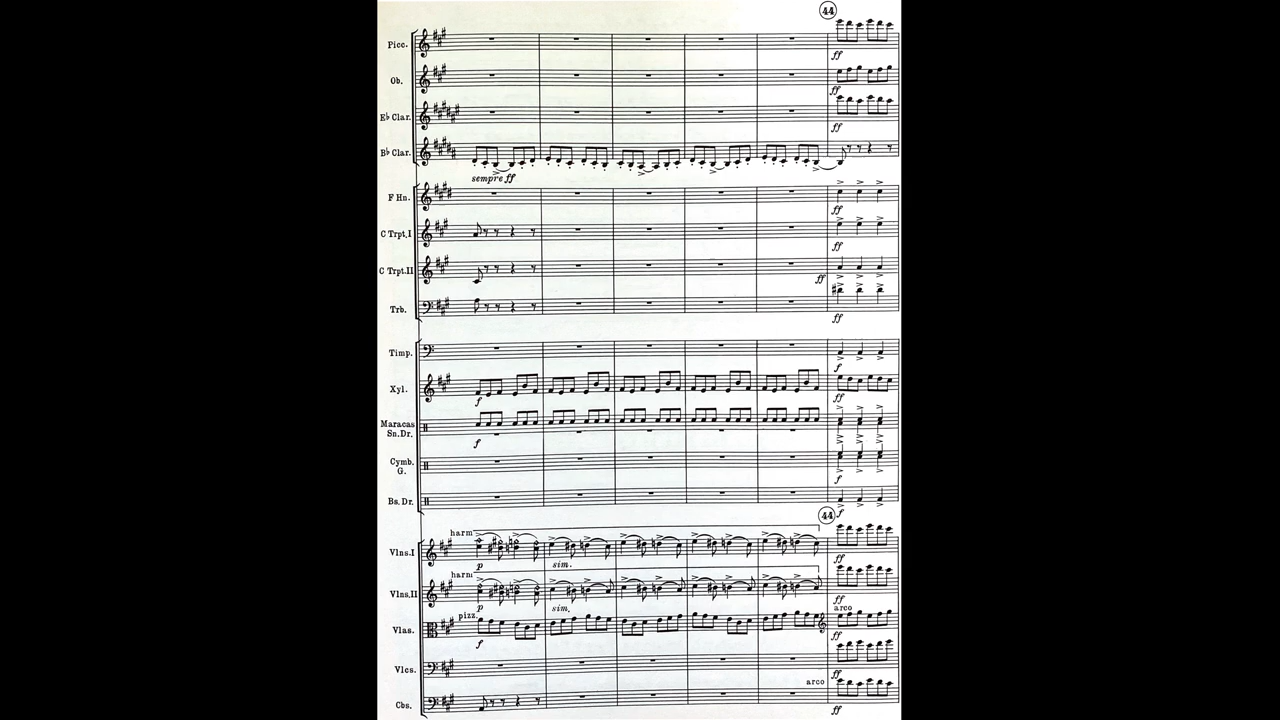 44
Picc.
ff
Ob.
ff
E♭ Clar.
ff
B♭ Clar.
sempre ff
F Hn.
ff
C Trpt.I
ff
C Trpt.II
ff
Trb.
ff
Timp.
f
Xyl.
f
ff
Maracas
Sn.Dr.
f
Cymb.
G.
f
Bs. Dr.
f
44
harm
Vlns.I
p
sim.
ff
harm
Vlns.II
p
sim.
ff
pizz.
arco
Vlas.
f
ff
Vlcs.
ff
arco
Cbs.
ff